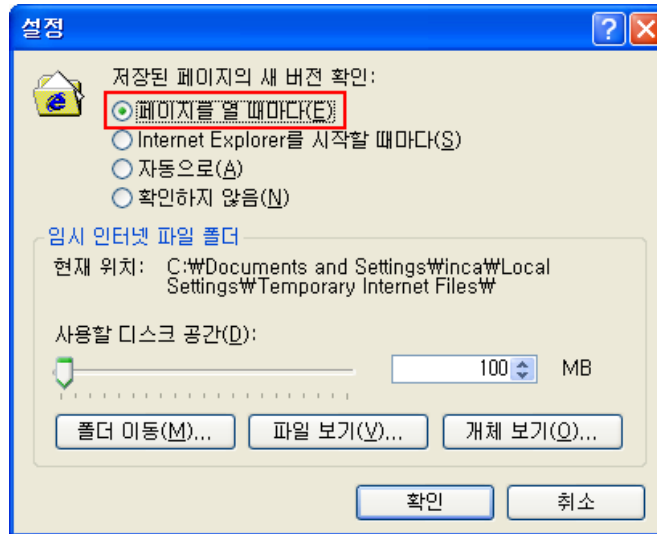 설정
저장된 페이지의 새 버전 확인:
페이지를 열 때마다(E)
Internet Explorer를 시작할 때마다(S)
자동으로(A)
확인하지 않음(N)
임시 인터넷 파일 폴더
현재 위치: C:₩Documents and Settings₩inca₩Local
Settings₩Temporary Internet Files₩
사용할 디스크 공간(D):
100 MB
폴더 이동(M)... 파일 보기(V)... 개체 보기(O)...
확인 취소